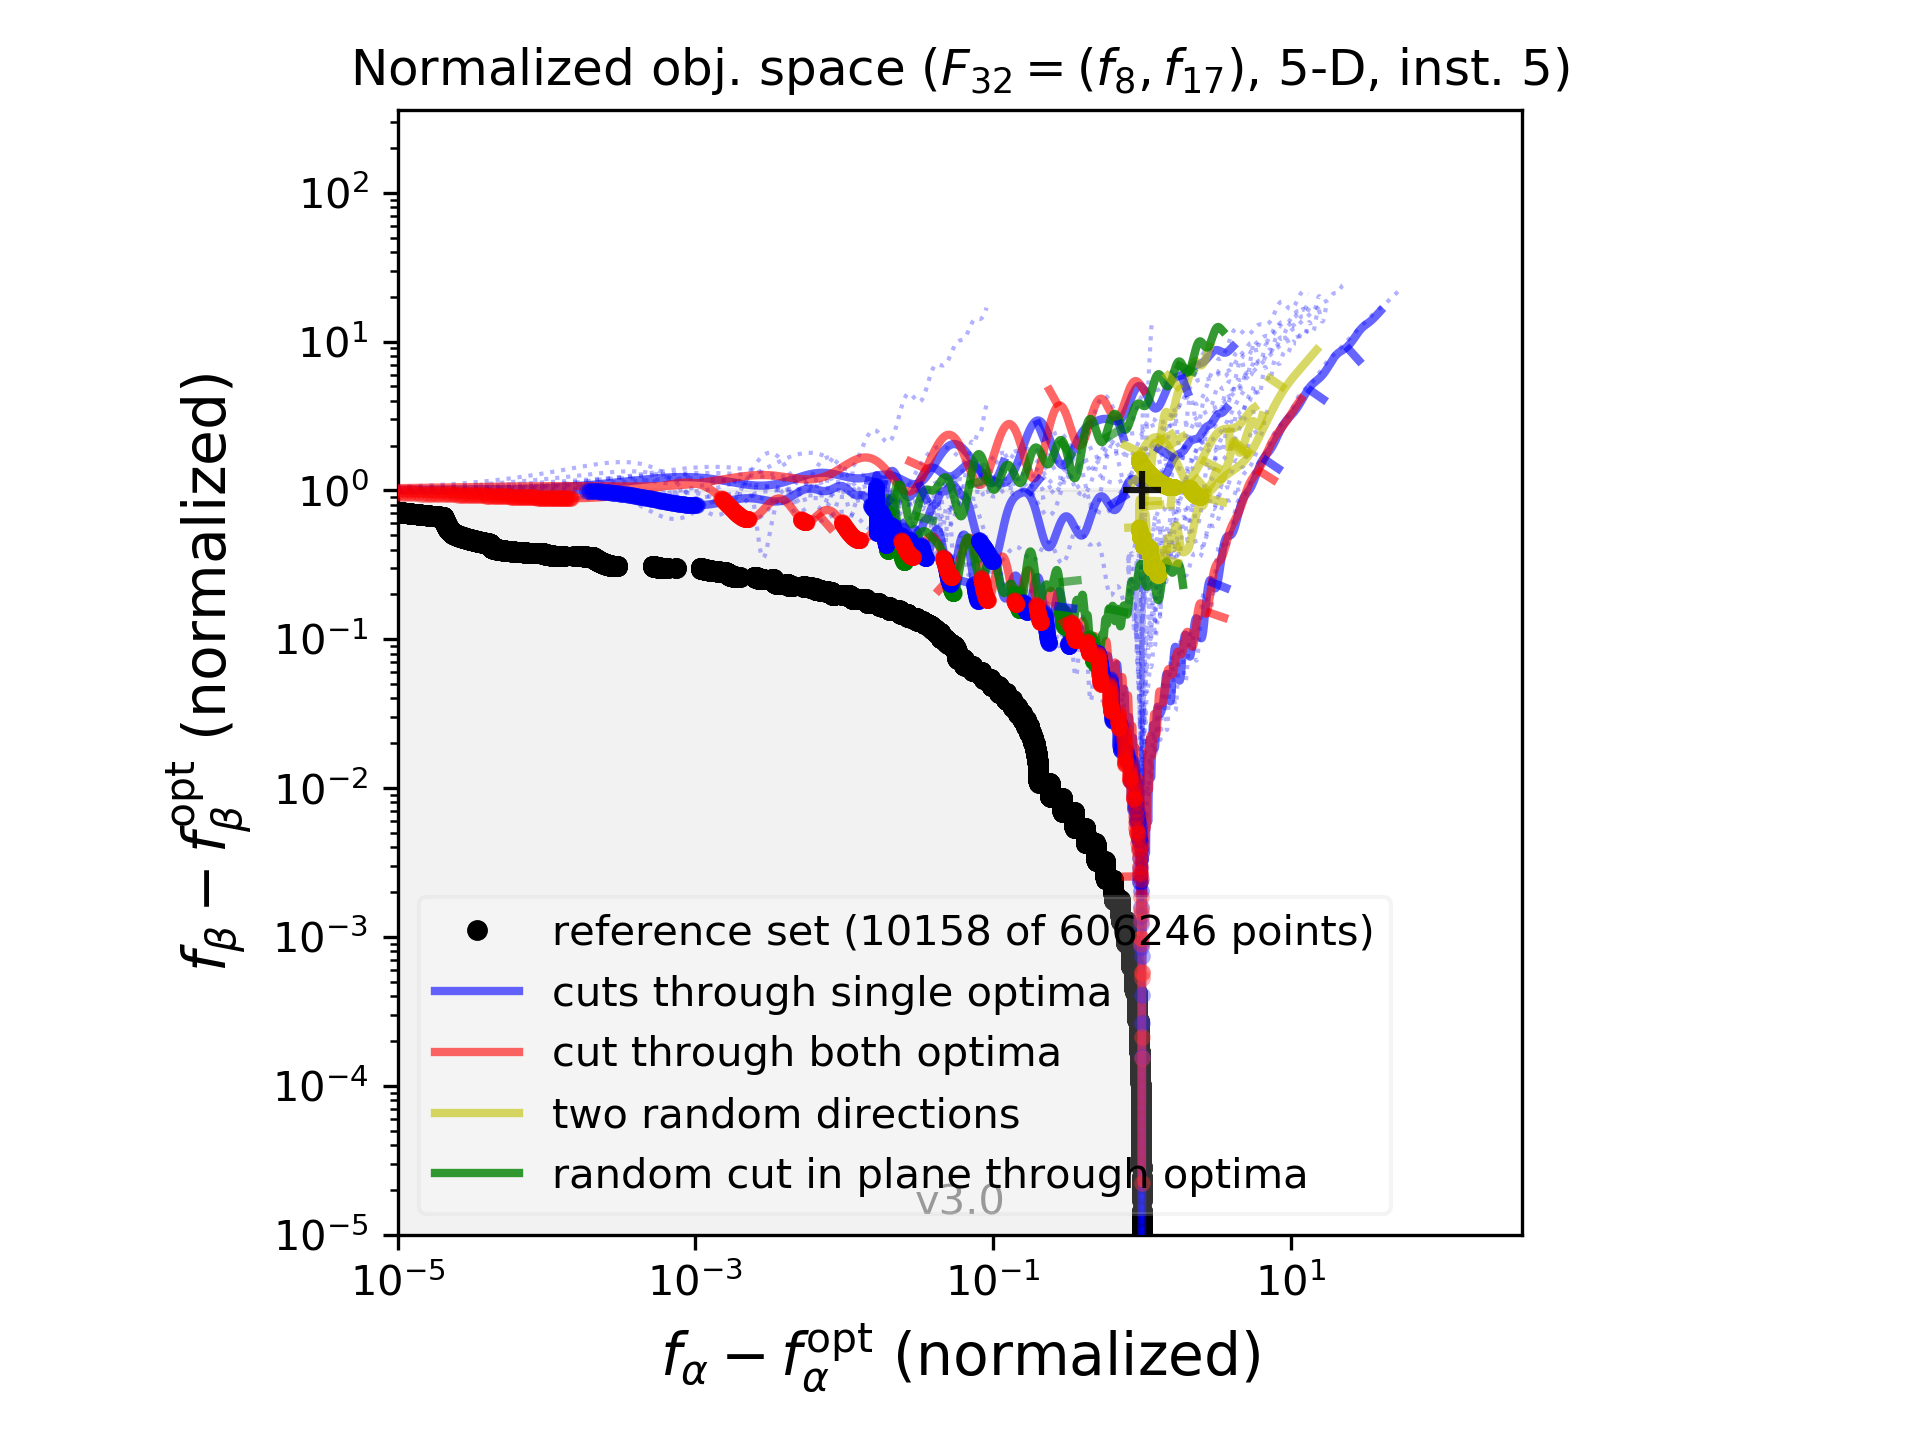 Normalized obj. space (F₃₂ = (f₈, f₁₇), 5-D, inst. 5)
10²
10¹
10⁰
10⁻¹
10⁻²
10⁻³
10⁻⁴
10⁻⁵
f_β − f_β^opt (normalized)
reference set (10158 of 606246 points)
cuts through single optima
cut through both optima
two random directions
random cut in plane through optima
v3.0
10⁻⁵ 10⁻³ 10⁻¹ 10¹
f_α − f_α^opt (normalized)